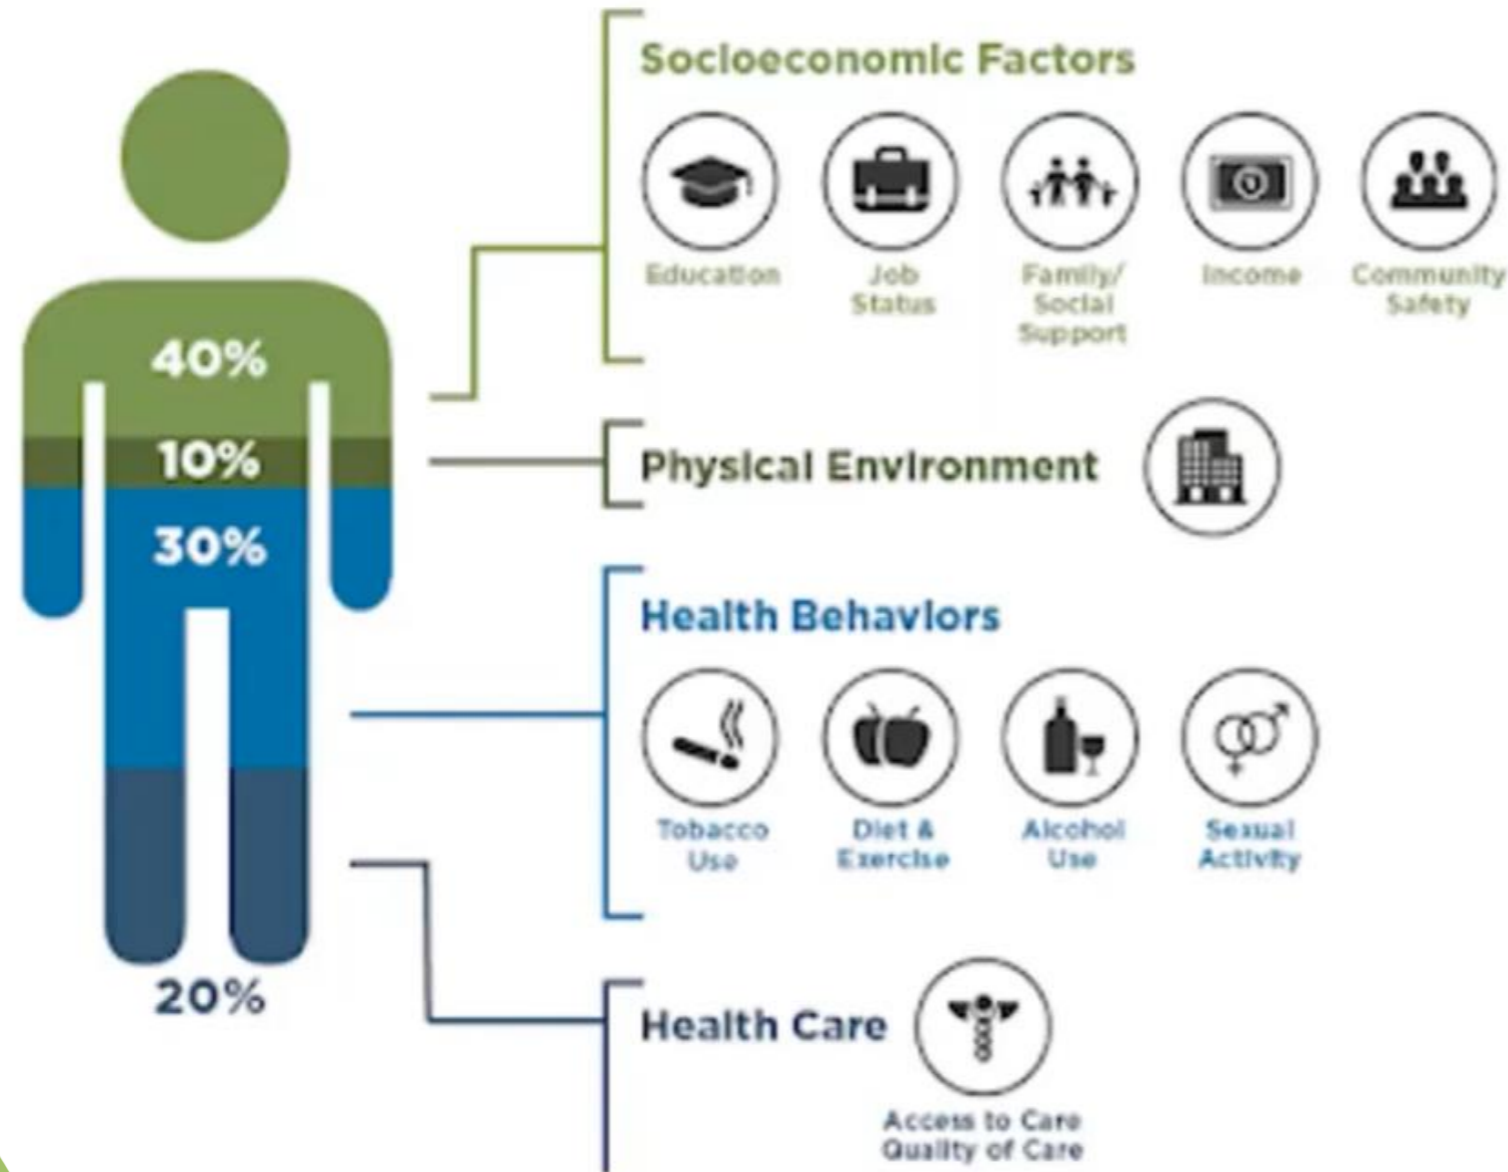 Socioeconomic Factors
Education
Job
Status
Family/
Social
Support
Income
Community
Safety
40%
10%
Physical Environment
30%
Health Behaviors
Tobacco
Use
Diet &
Exercise
Alcohol
Use
Sexual
Activity
20%
Health Care
Access to Care
Quality of Care